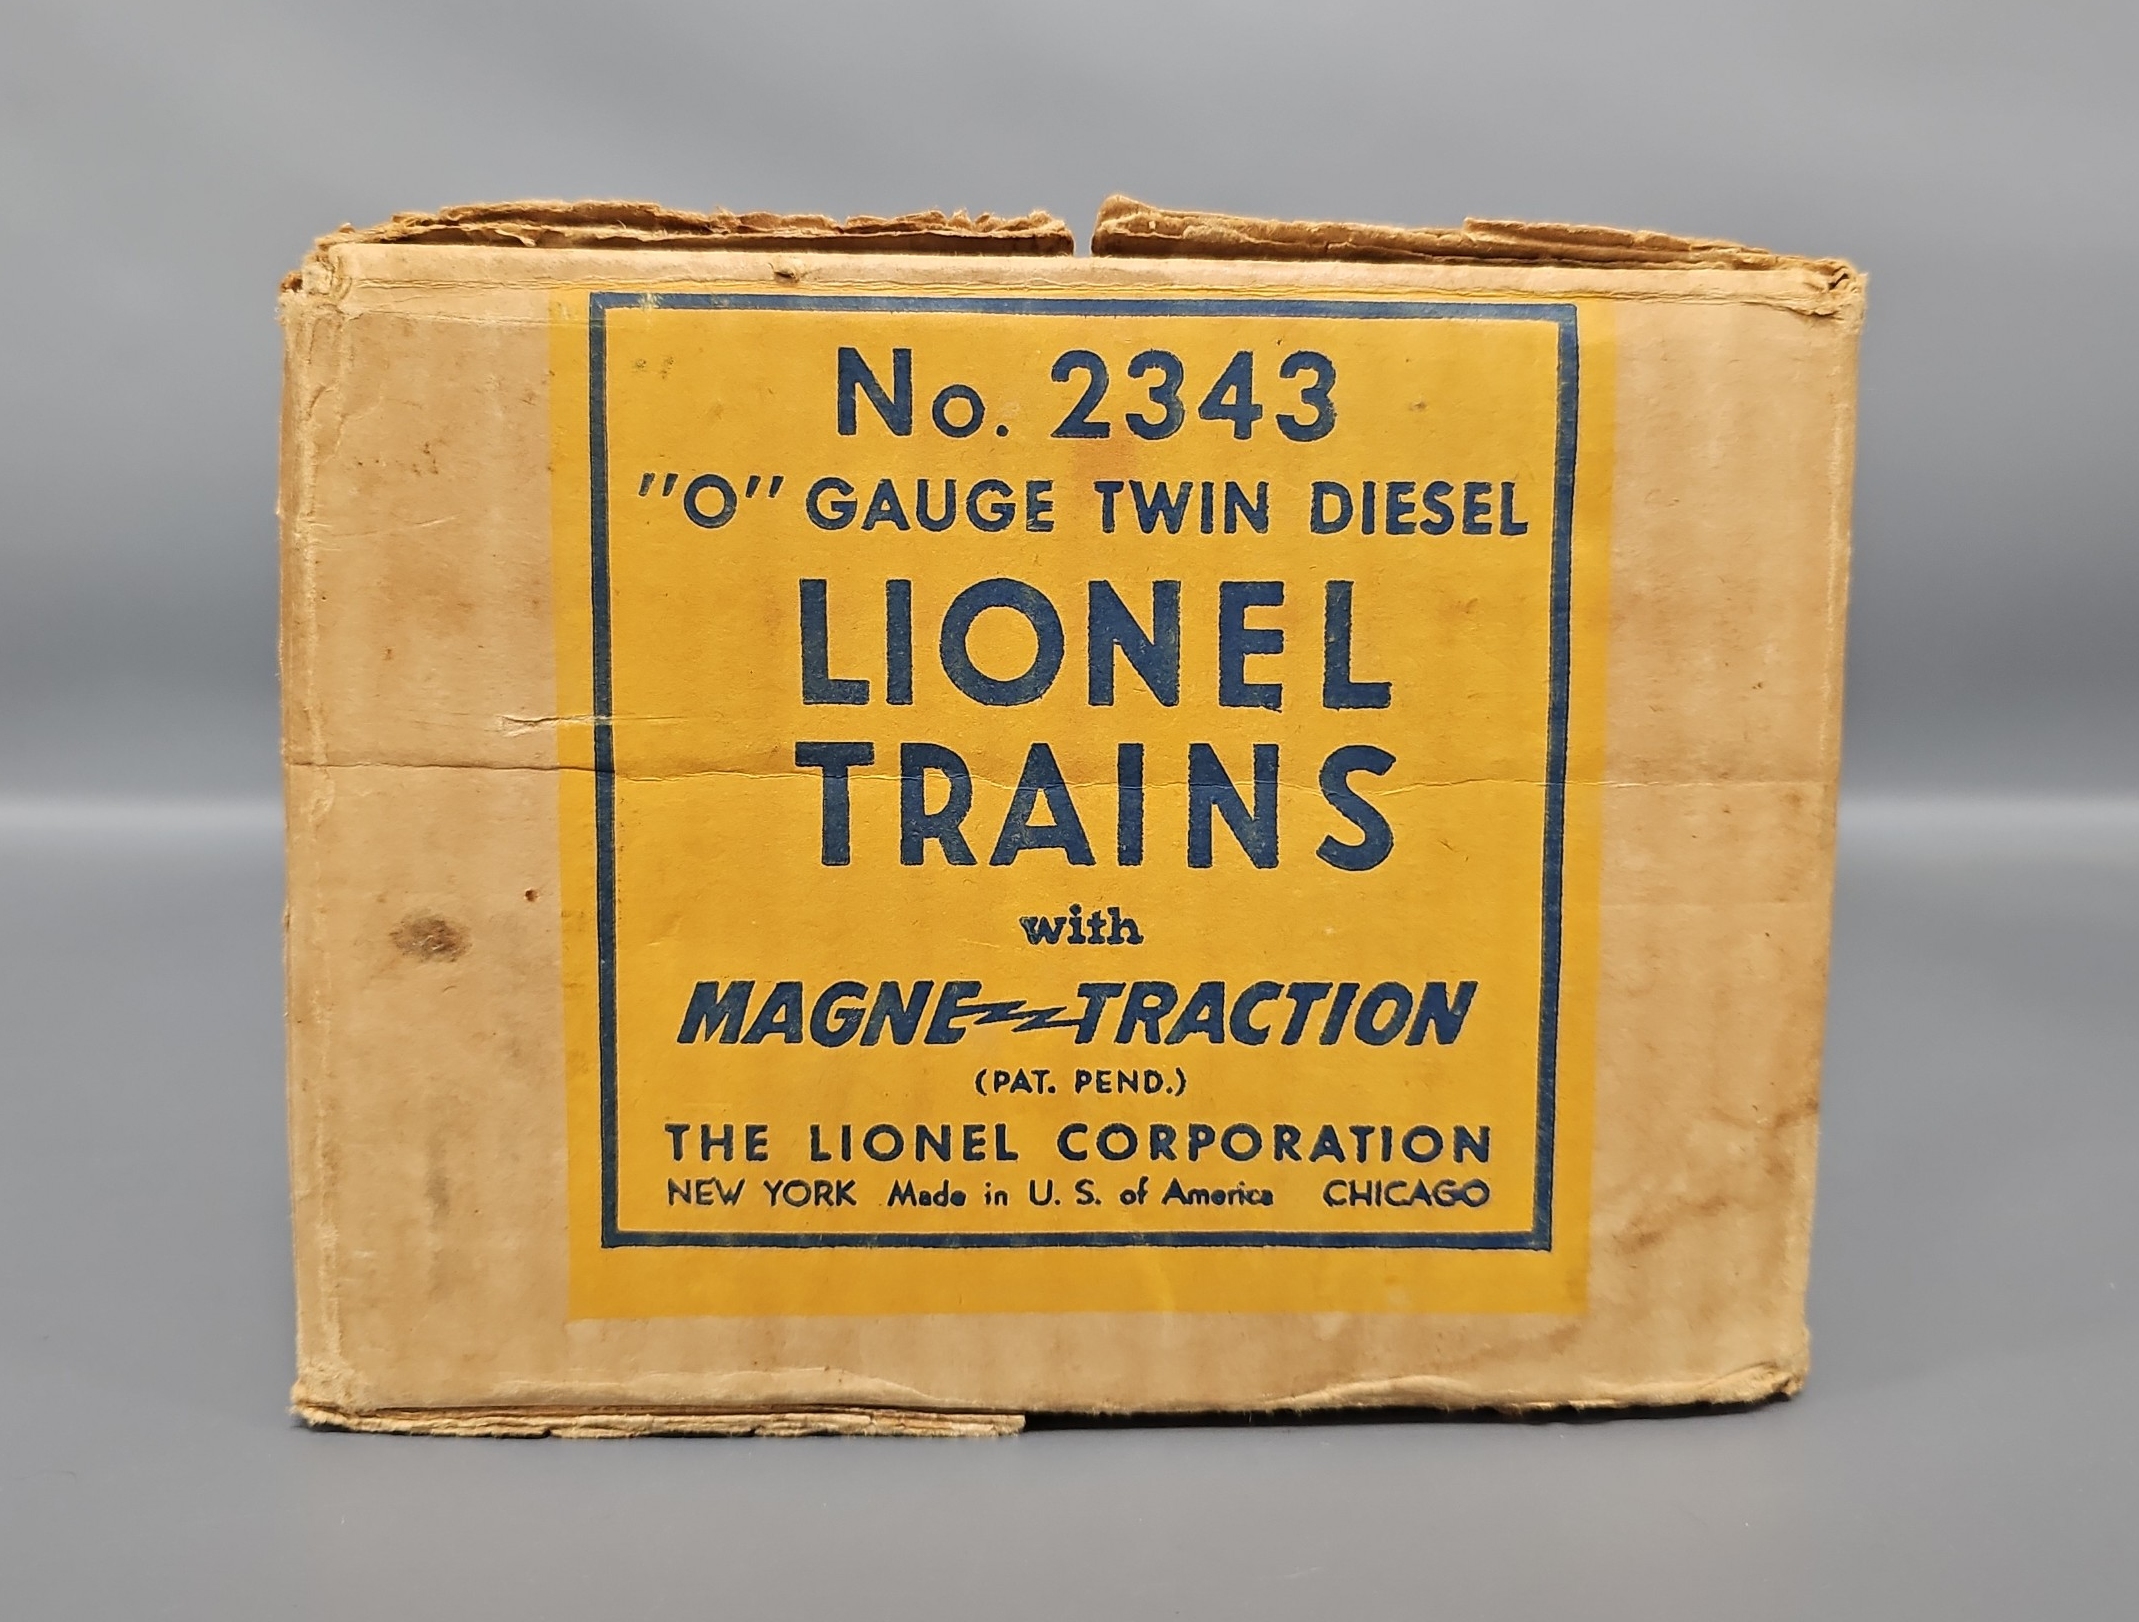 No. 2343
"O" GAUGE TWIN DIESEL
LIONEL
TRAINS
with
MAGNE-TRACTION
(PAT. PEND.)
THE LIONEL CORPORATION
NEW YORK Made in U. S. of America CHICAGO